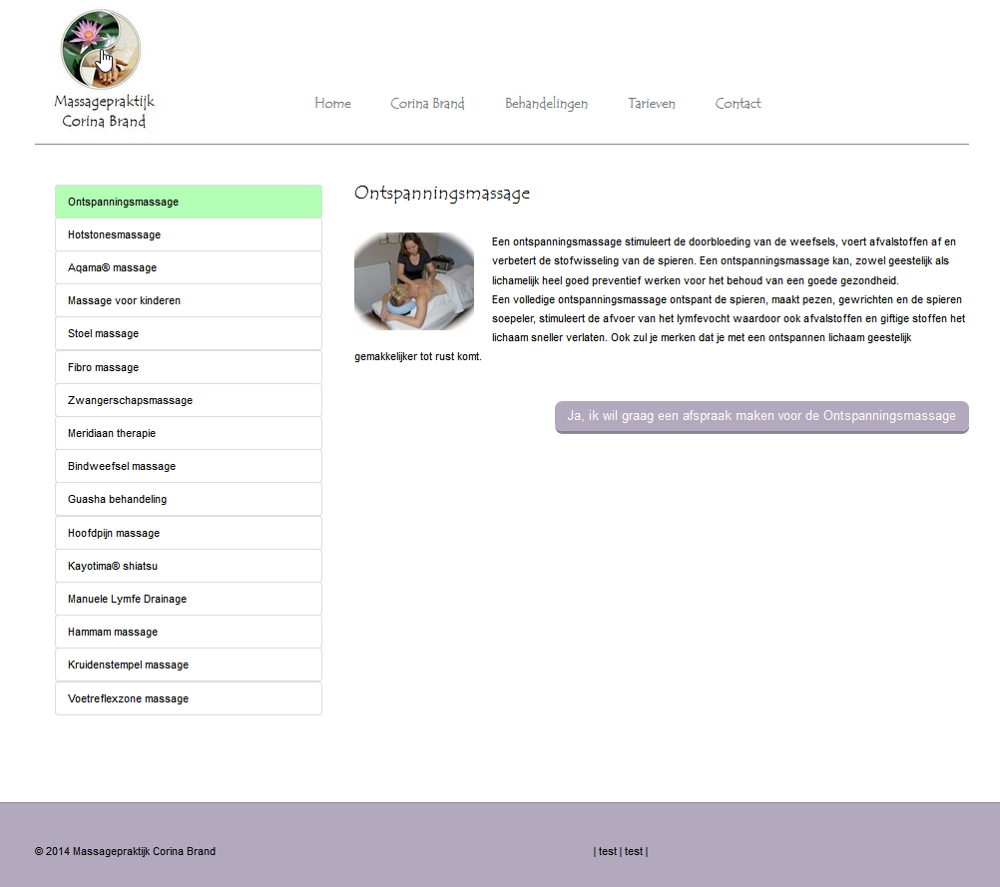 Massagepraktijk
Corina Brand
Home Corina Brand Behandelingen Tarieven Contact
Ontspanningsmassage
Hotstonesmassage
Aqama® massage
Massage voor kinderen
Stoel massage
Fibro massage
Zwangerschapsmassage
Meridiaan therapie
Bindweefsel massage
Guasha behandeling
Hoofdpijn massage
Kayotima® shiatsu
Manuele Lymfe Drainage
Hammam massage
Kruidenstempel massage
Voetreflexzone massage
Ontspanningsmassage
Een ontspanningsmassage stimuleert de doorbloeding van de weefsels, voert afvalstoffen af en
verbetert de stofwisseling van de spieren. Een ontspanningsmassage kan, zowel geestelijk als
lichamelijk heel goed preventief werken voor het behoud van een goede gezondheid.
Een volledige ontspanningsmassage ontspant de spieren, maakt pezen, gewrichten en de spieren
soepeler, stimuleert de afvoer van het lymfevocht waardoor ook afvalstoffen en giftige stoffen het
lichaam sneller verlaten. Ook zul je merken dat je met een ontspannen lichaam geestelijk
gemakkelijker tot rust komt.
Ja, ik wil graag een afspraak maken voor de Ontspanningsmassage
© 2014 Massagepraktijk Corina Brand
| test | test |